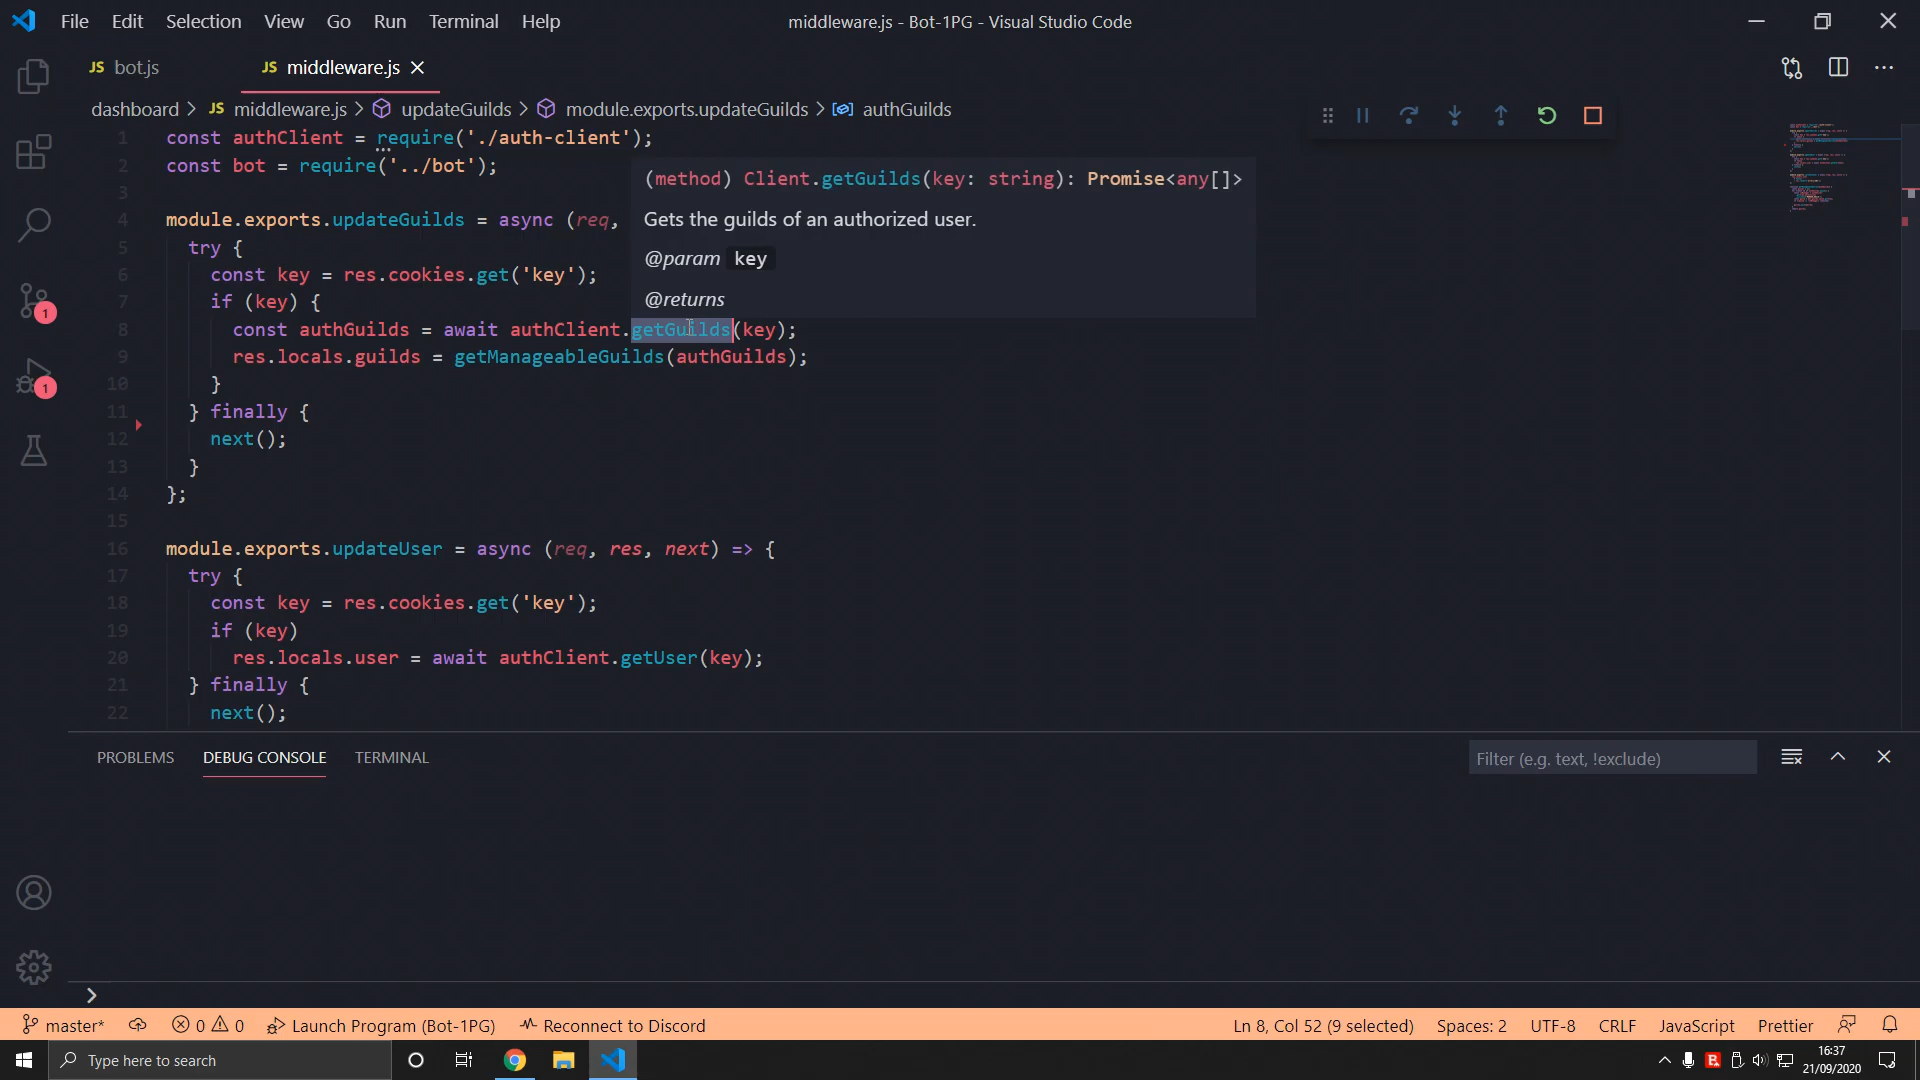 File Edit Selection View Go Run Terminal Help
middleware.js - Bot-1PG - Visual Studio Code
JS bot.js
JS middleware.js
dashboard > JS middleware.js > updateGuilds > module.exports.updateGuilds > authGuilds
1 const authClient = require('./auth-client');
2 const bot = require('../bot');
3
4 module.exports.updateGuilds = async (req,
5 try {
6 const key = res.cookies.get('key');
7 if (key) {
8 const authGuilds = await authClient.getGuilds(key);
9 res.locals.guilds = getManageableGuilds(authGuilds);
10 }
11 } finally {
12 next();
13 }
14 };
15
16 module.exports.updateUser = async (req, res, next) => {
17 try {
18 const key = res.cookies.get('key');
19 if (key)
20 res.locals.user = await authClient.getUser(key);
21 } finally {
22 next();
(method) Client.getGuilds(key: string): Promise<any[]>
Gets the guilds of an authorized user.
@param key
@returns
1
1
PROBLEMS DEBUG CONSOLE TERMINAL
Filter (e.g. text, !exclude)
master* 0 0 Launch Program (Bot-1PG) Reconnect to Discord
Ln 8, Col 52 (9 selected) Spaces: 2 UTF-8 CRLF JavaScript Prettier
Type here to search
16:37
21/09/2020